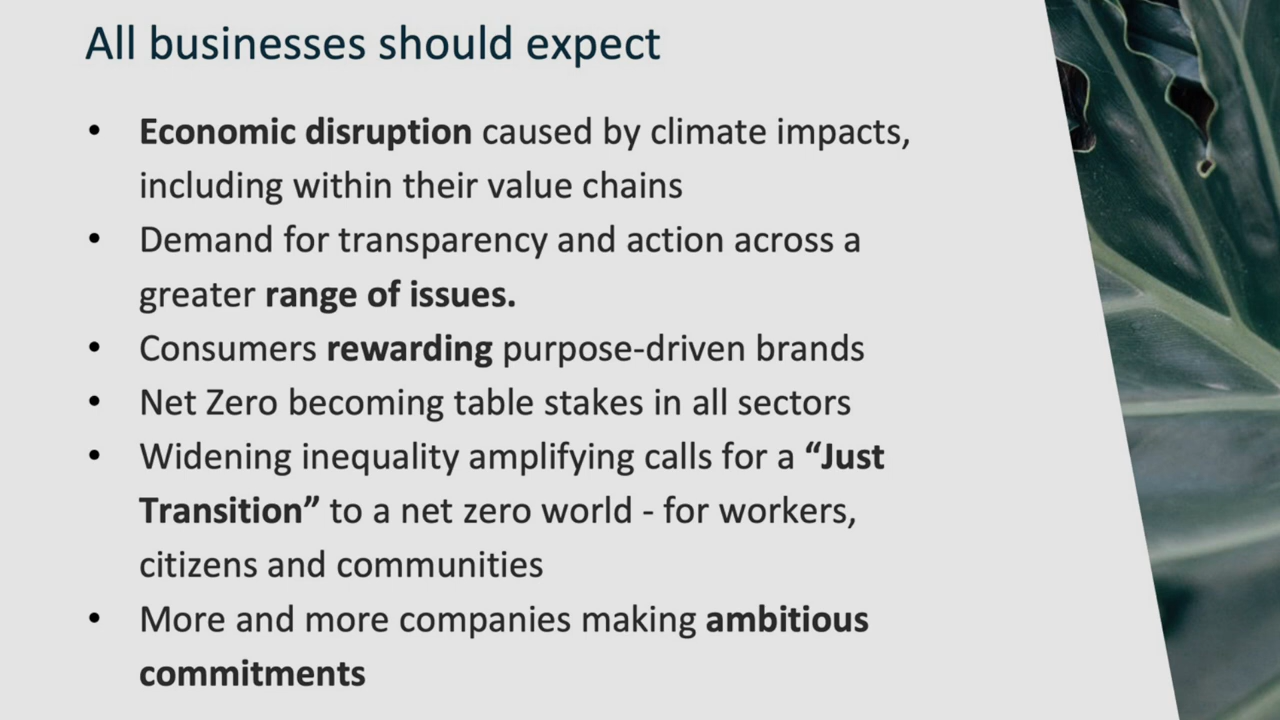 All businesses should expect
• Economic disruption caused by climate impacts,
including within their value chains
• Demand for transparency and action across a
greater range of issues.
• Consumers rewarding purpose-driven brands
• Net Zero becoming table stakes in all sectors
• Widening inequality amplifying calls for a “Just
Transition” to a net zero world - for workers,
citizens and communities
• More and more companies making ambitious
commitments